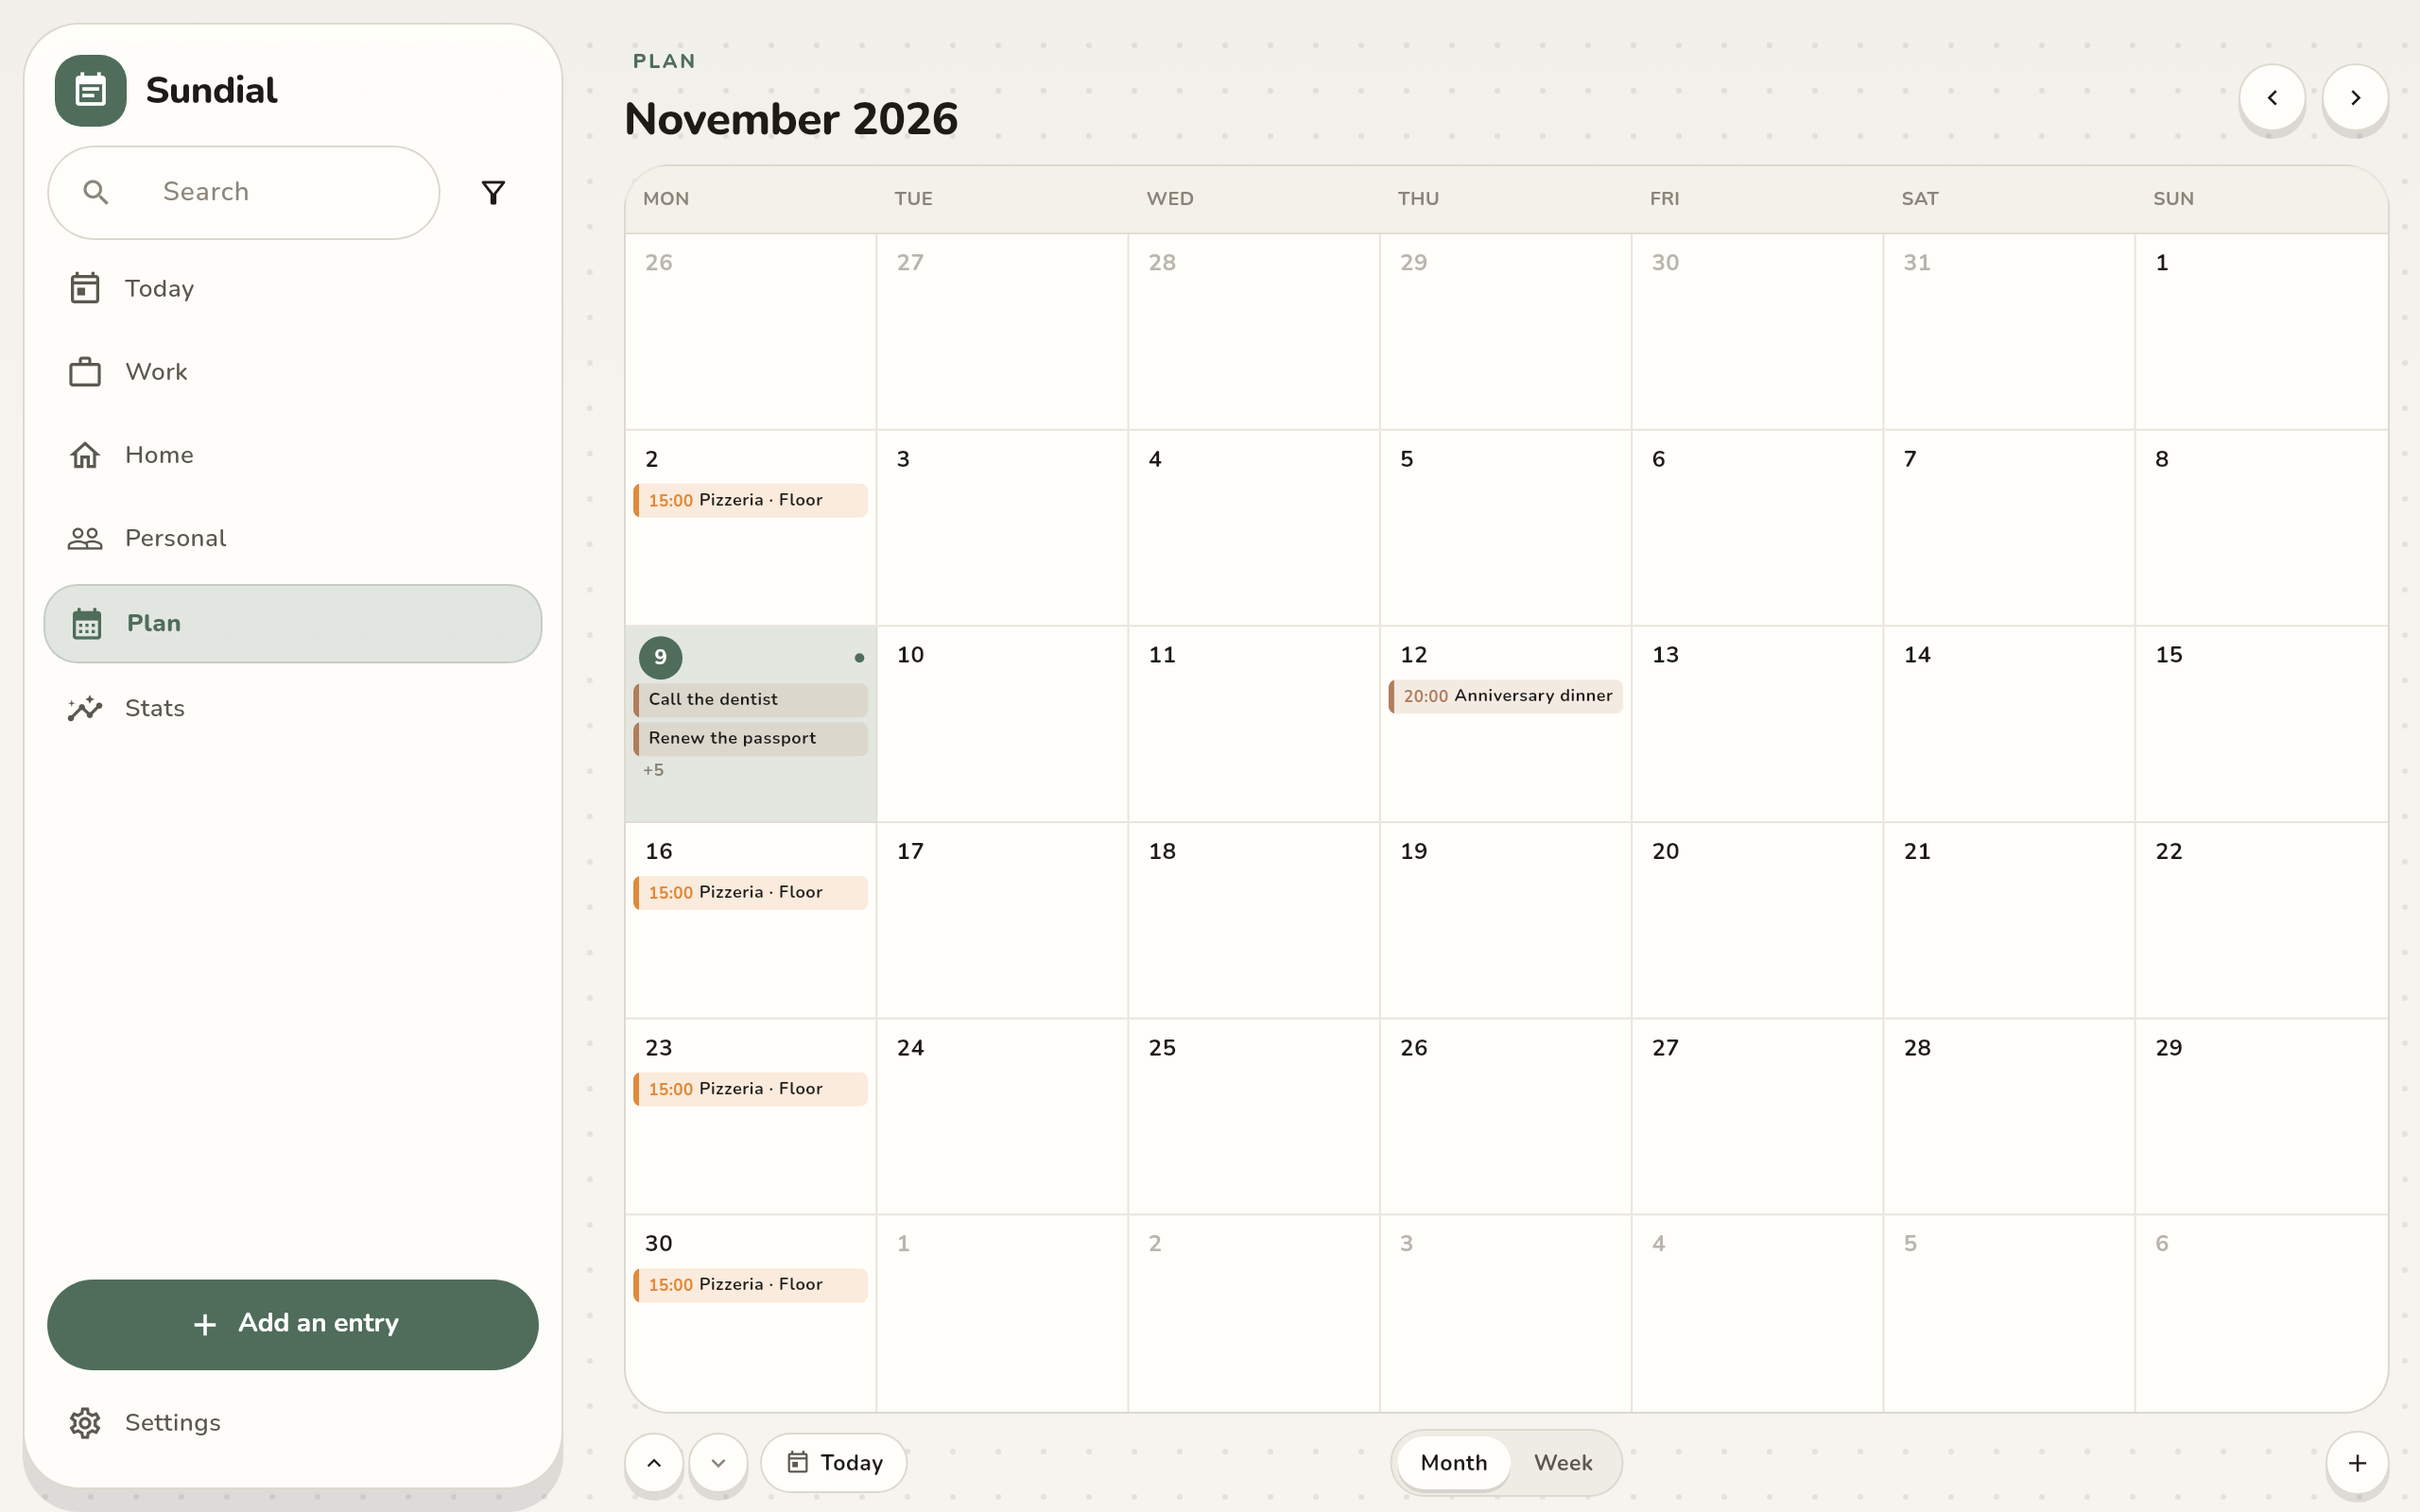 Sundial
Search
Today
Work
Home
Personal
Plan
Stats
Add an entry
Settings
PLAN
November 2026
MON TUE WED THU FRI SAT SUN
26 27 28 29 30 31 1
2 3 4 5 6 7 8
15:00 Pizzeria · Floor
9 10 11 12 13 14 15
Call the dentist
20:00 Anniversary dinner
Renew the passport
+5
16 17 18 19 20 21 22
15:00 Pizzeria · Floor
23 24 25 26 27 28 29
15:00 Pizzeria · Floor
30 1 2 3 4 5 6
15:00 Pizzeria · Floor
Today
Month Week